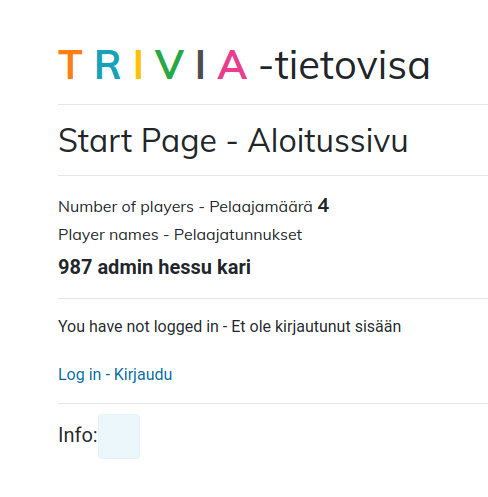 T R I V I A -tietovisa
Start Page - Aloitussivu
Number of players - Pelaajamäärä 4
Player names - Pelaajatunnukset
987 admin hessu kari
You have not logged in - Et ole kirjautunut sisään
Log in - Kirjaudu
Info: